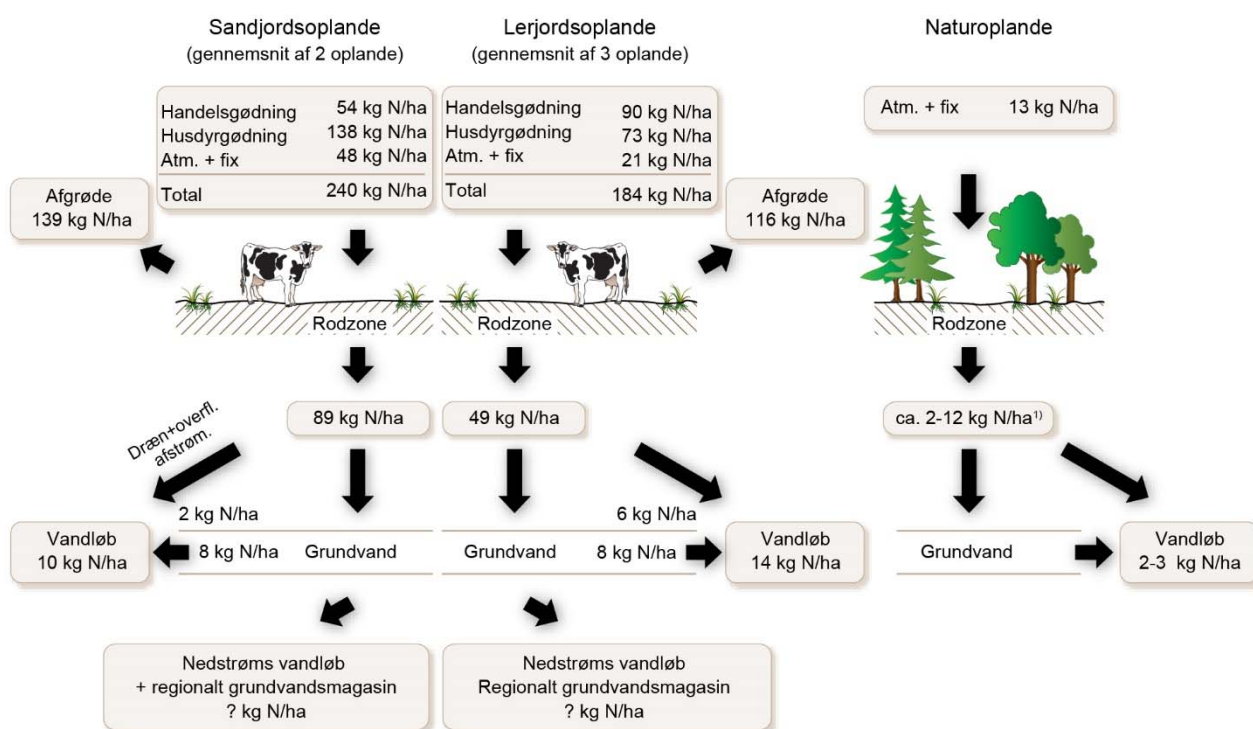 Sandjordsoplande
(gennemsnit af 2 oplande)
Handelsgødning 54 kg N/ha
Husdyrgødning 138 kg N/ha
Atm. + fix 48 kg N/ha
Total 240 kg N/ha
Afgrøde
139 kg N/ha
Rodzone
89 kg N/ha
Dræn+overfl.
afstrøm.
2 kg N/ha
8 kg N/ha Grundvand
Vandløb
10 kg N/ha
Nedstrøms vandløb
+ regionalt grundvandsmagasin
? kg N/ha
Lerjordsoplande
(gennemsnit af 3 oplande)
Handelsgødning 90 kg N/ha
Husdyrgødning 73 kg N/ha
Atm. + fix 21 kg N/ha
Total 184 kg N/ha
Afgrøde
116 kg N/ha
Rodzone
49 kg N/ha
6 kg N/ha
Grundvand 8 kg N/ha
Vandløb
14 kg N/ha
Nedstrøms vandløb
Regionalt grundvandsmagasin
? kg N/ha
Naturoplande
Atm. + fix 13 kg N/ha
Rodzone
ca. 2-12 kg N/ha¹⁾
Grundvand
Vandløb
2-3 kg N/ha